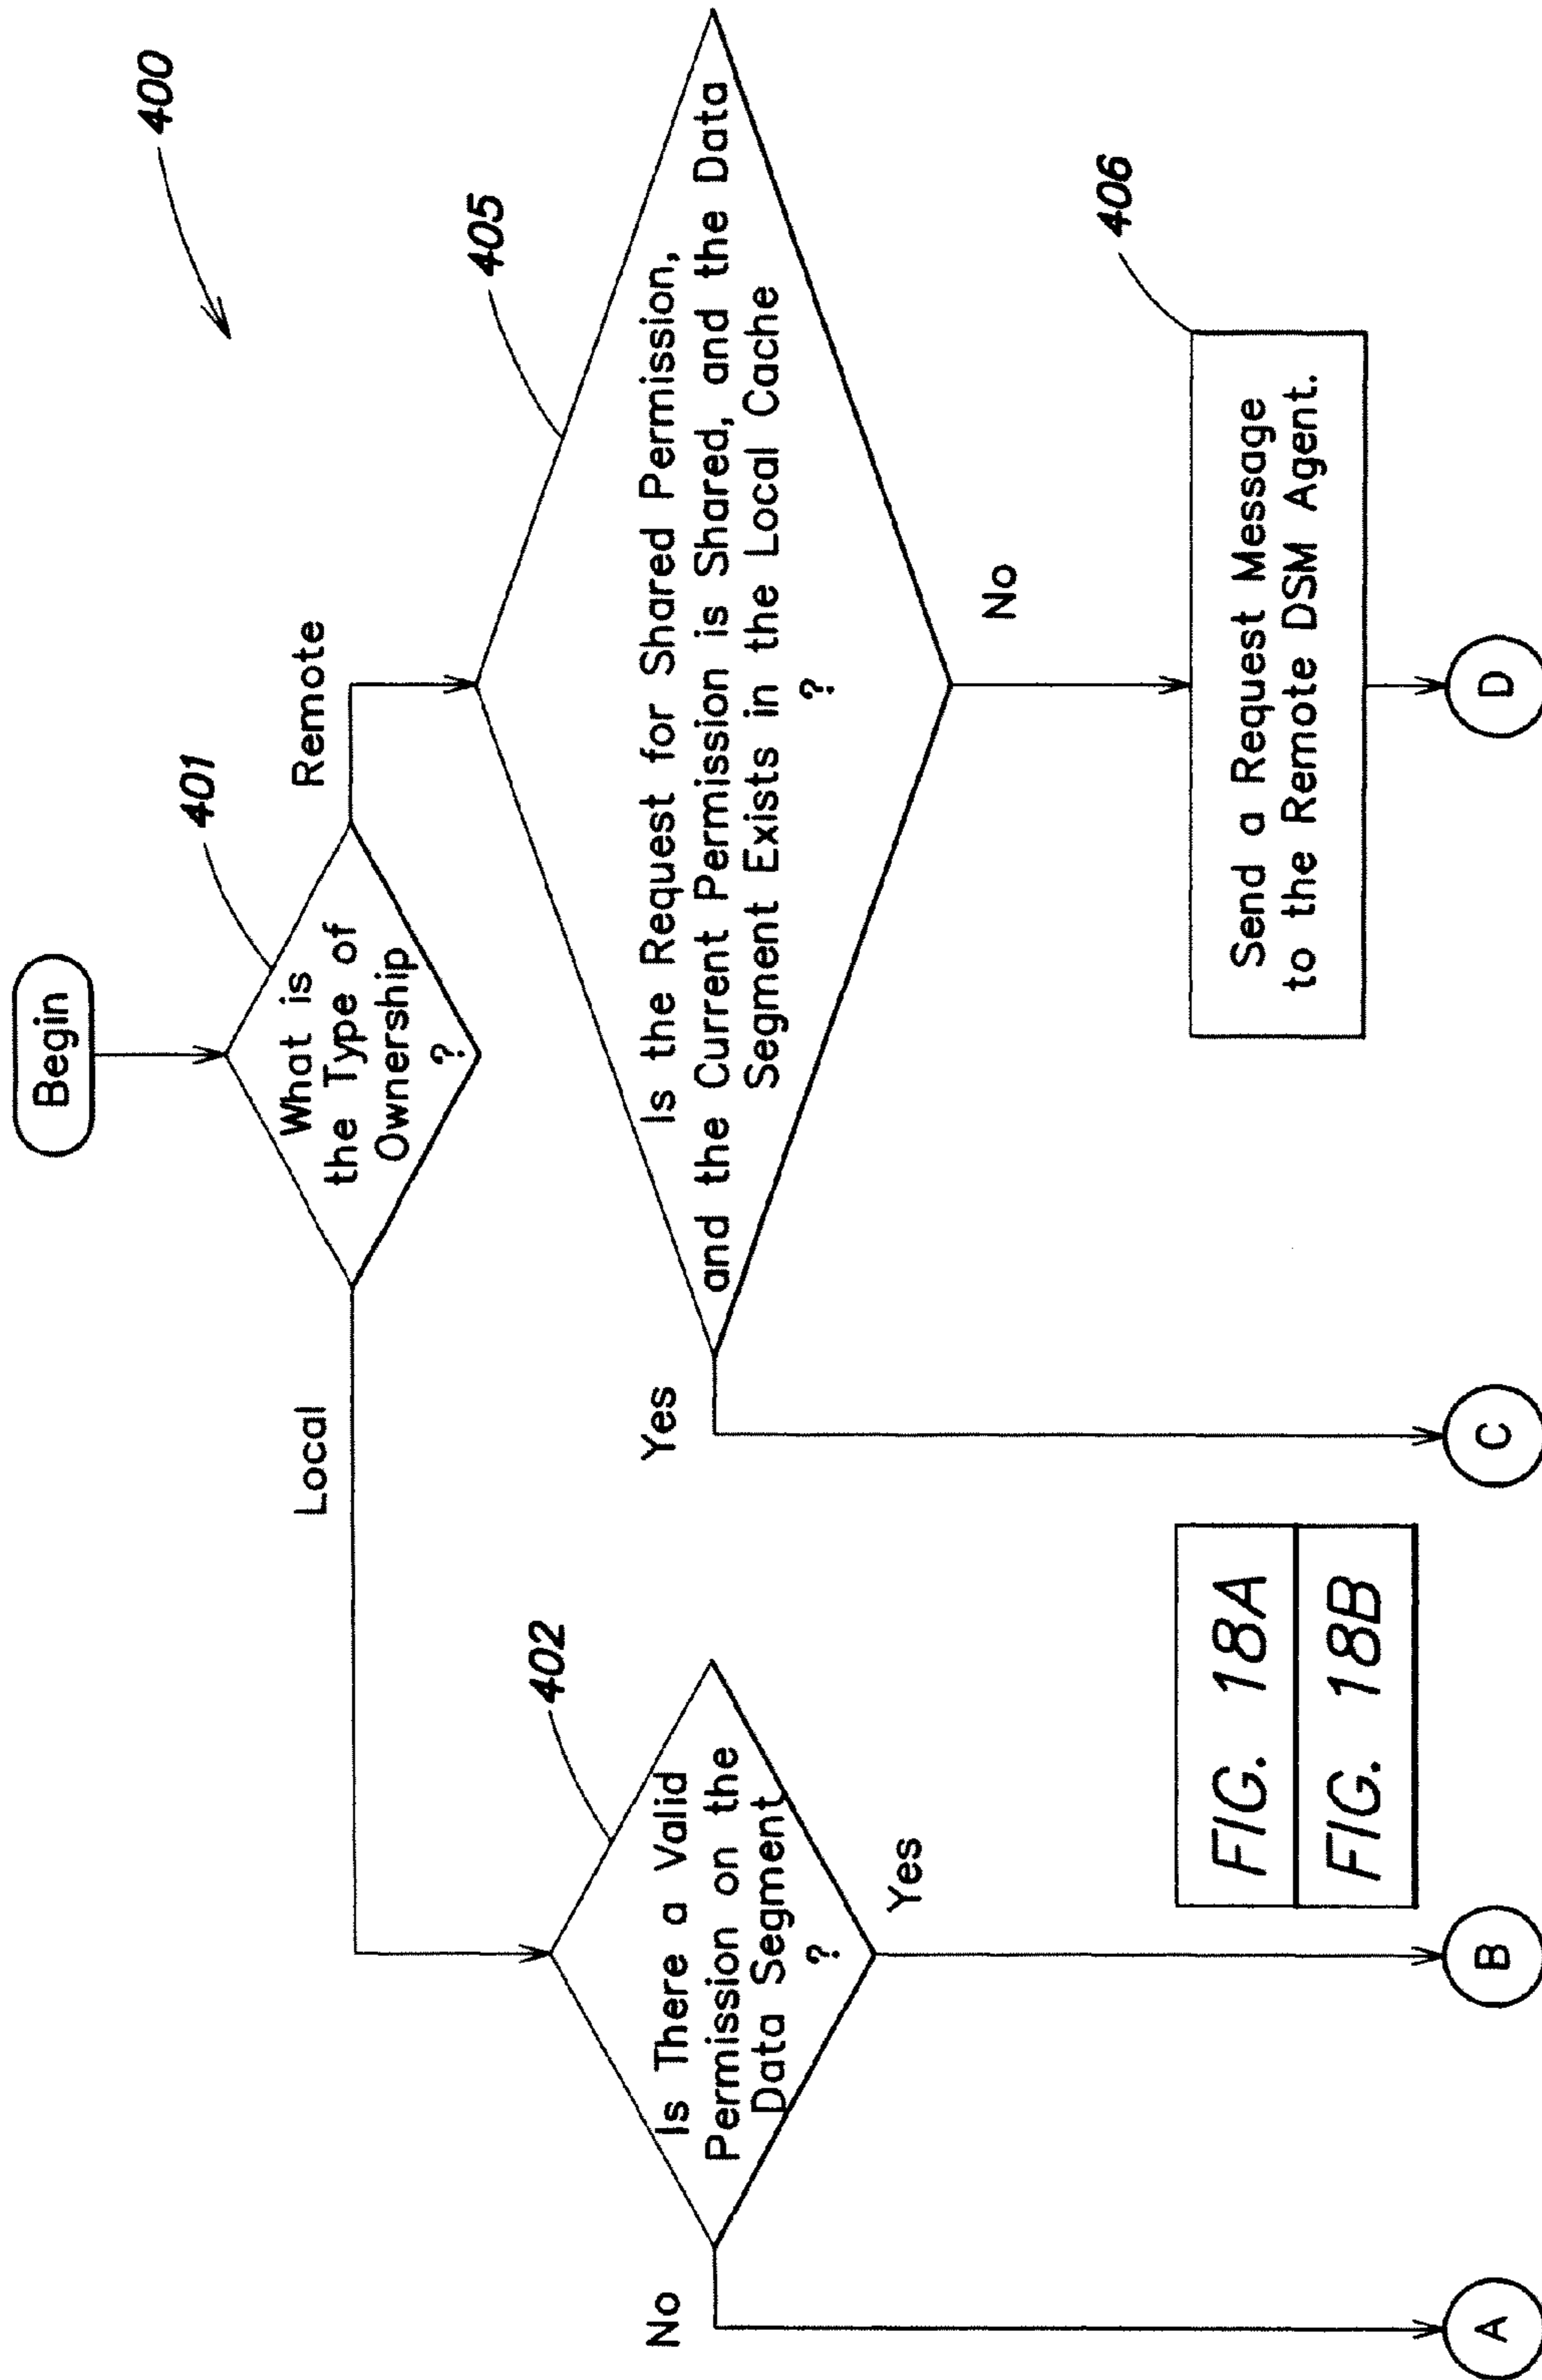 400
Begin
401
What is
the Type of
Ownership
?
Local
Remote
402
Is There a Valid
Permission on the
Data Segment
?
No
Yes
405
Is the Request for Shared Permission,
and the Current Permission is Shared, and the Data
Segment Exists in the Local Cache
?
Yes
No
406
Send a Request Message
to the Remote DSM Agent.
FIG. 18A
FIG. 18B
A
B
C
D